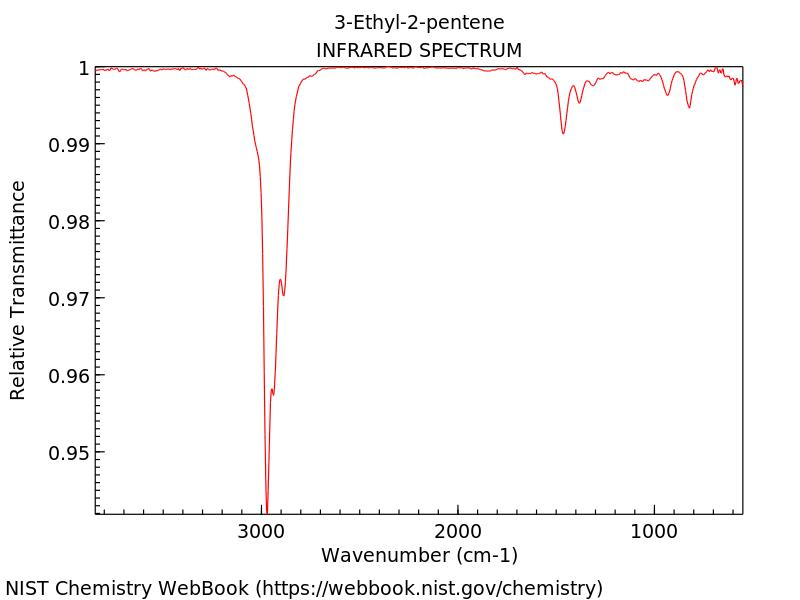 3-Ethyl-2-pentene
INFRARED SPECTRUM
1
0.99
0.98
0.97
0.96
0.95
Relative Transmittance
3000 2000 1000
Wavenumber (cm-1)
NIST Chemistry WebBook (https://webbook.nist.gov/chemistry)